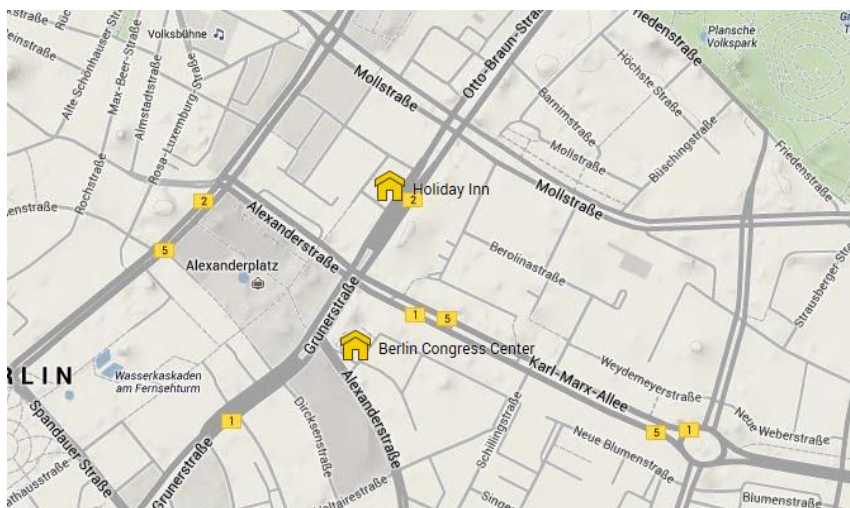 Volksbühne
Otto-Braun-Straß
Friedenstraße
Plansche
Volkspark
Alte Schönhauser Straß
Max-Beer-Straße
Almstadtstraße
Rosa-Luxemburg-Straße
Rochstraße
Mollstraße
Höchste Straße
Barnimstraße
Büschingstraße
Mollstraße
Friedenstraße
Holiday Inn
2
2
Mollstraße
Alexanderstraße
5
Alexanderplatz
Berolinastraße
Strausberger Straße
Grunerstraße
1
5
Berlin Congress Center
RLIN
Wasserkaskaden
am Fernsehturm
Karl-Marx-Allee
Weydemeyerstraße
Alexanderstraße
Schillingstraße
Dircksenstraße
Spandauer Straße
1
5
1
Neue Weberstraße
Neue Blumenstraße
Grunerstraße
Blumenstraße